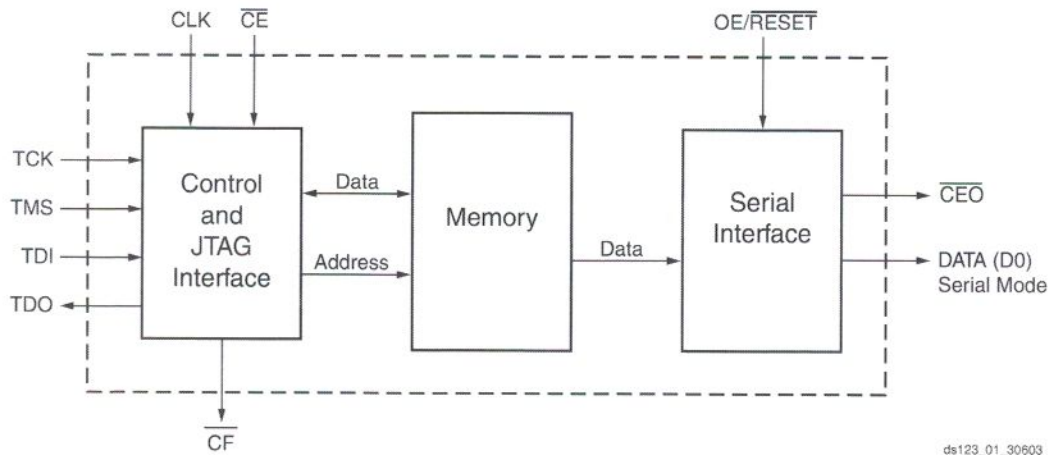 CLK
CE
OE/RESET
TCK
TMS
TDI
TDO
Control
and
JTAG
Interface
Data
Address
Memory
Data
Serial
Interface
CEO
DATA (D0)
Serial Mode
CF
ds123_01_30603